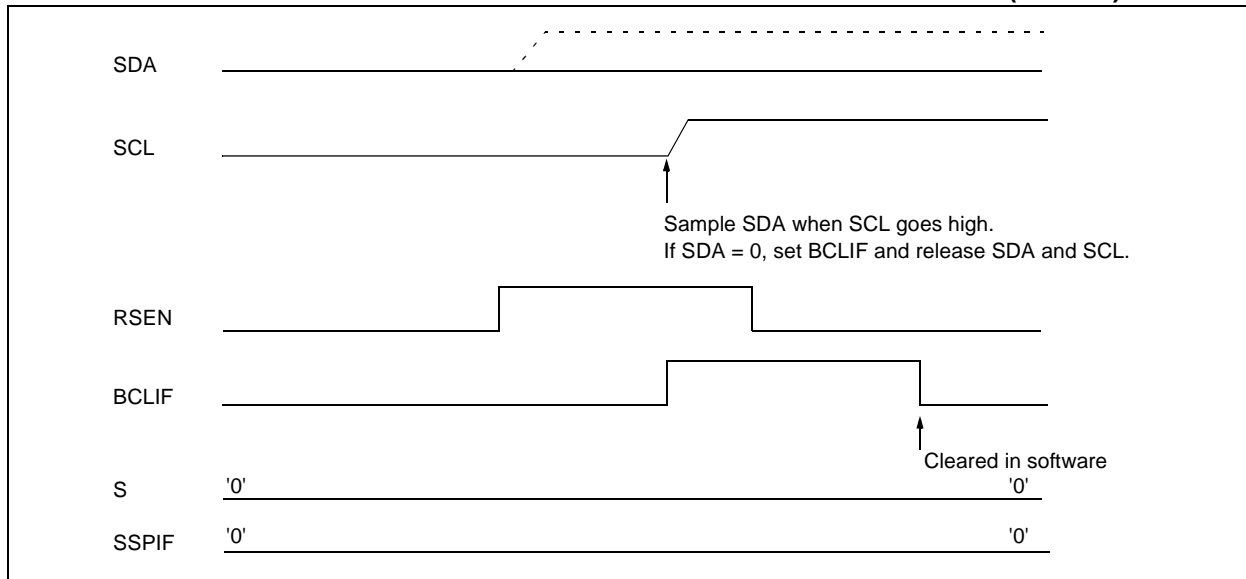 SDA
SCL
Sample SDA when SCL goes high.
If SDA = 0, set BCLIF and release SDA and SCL.
RSEN
BCLIF
Cleared in software
S '0' '0'
SSPIF '0' '0'